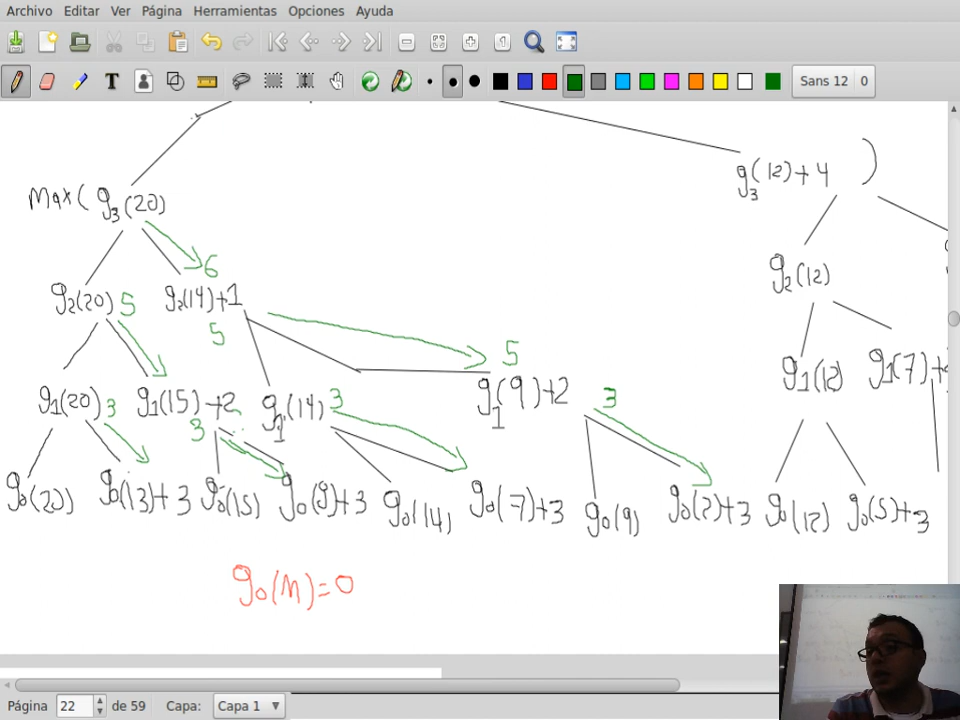 Archivo Editar Ver Página Herramientas Opciones Ayuda
T Sans 12 0
g3(12)+4 )
Max( g3(20)
g2(12)
6
g2(20) 5 g2(14)+1
5
5
g1(12) g1(7)+
g1(20) 3 g1(15)+2 g1(14) 3 g1(9)+2 3
3
g0(20) g0(13)+3 g0(15) g0(8)+3 g0(14) g0(7)+3 g0(9) g0(2)+3 g0(12) g0(5)+3
g0(M)=0
Página 22 de 59 Capa: Capa 1